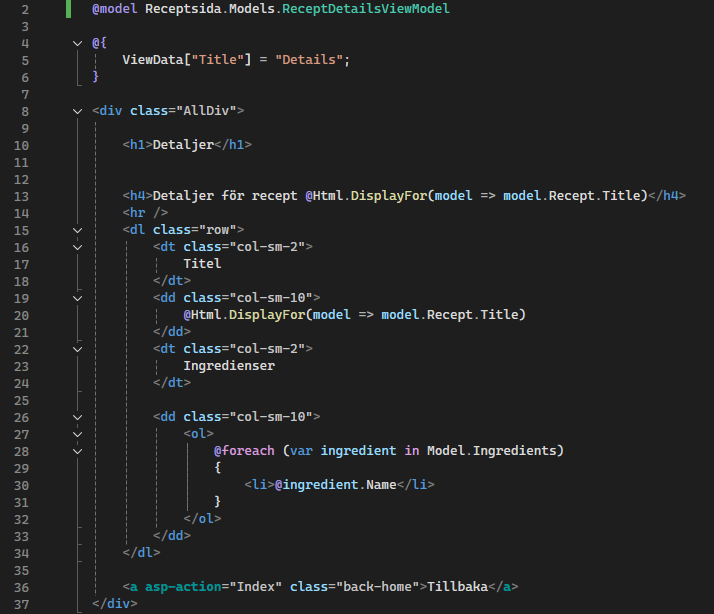 2 @model Receptsida.Models.ReceptDetailsViewModel
3
4 @{
5 ViewData["Title"] = "Details";
6 }
7
8 <div class="AllDiv">
9
10 <h1>Detaljer</h1>
11
12
13 <h4>Detaljer för recept @Html.DisplayFor(model => model.Recept.Title)</h4>
14 <hr />
15 <dl class="row">
16 <dt class="col-sm-2">
17 Titel
18 </dt>
19 <dd class="col-sm-10">
20 @Html.DisplayFor(model => model.Recept.Title)
21 </dd>
22 <dt class="col-sm-2">
23 Ingredienser
24 </dt>
25
26 <dd class="col-sm-10">
27 <ol>
28 @foreach (var ingredient in Model.Ingredients)
29 {
30 <li>@ingredient.Name</li>
31 }
32 </ol>
33 </dd>
34 </dl>
35
36 <a asp-action="Index" class="back-home">Tillbaka</a>
37 </div>